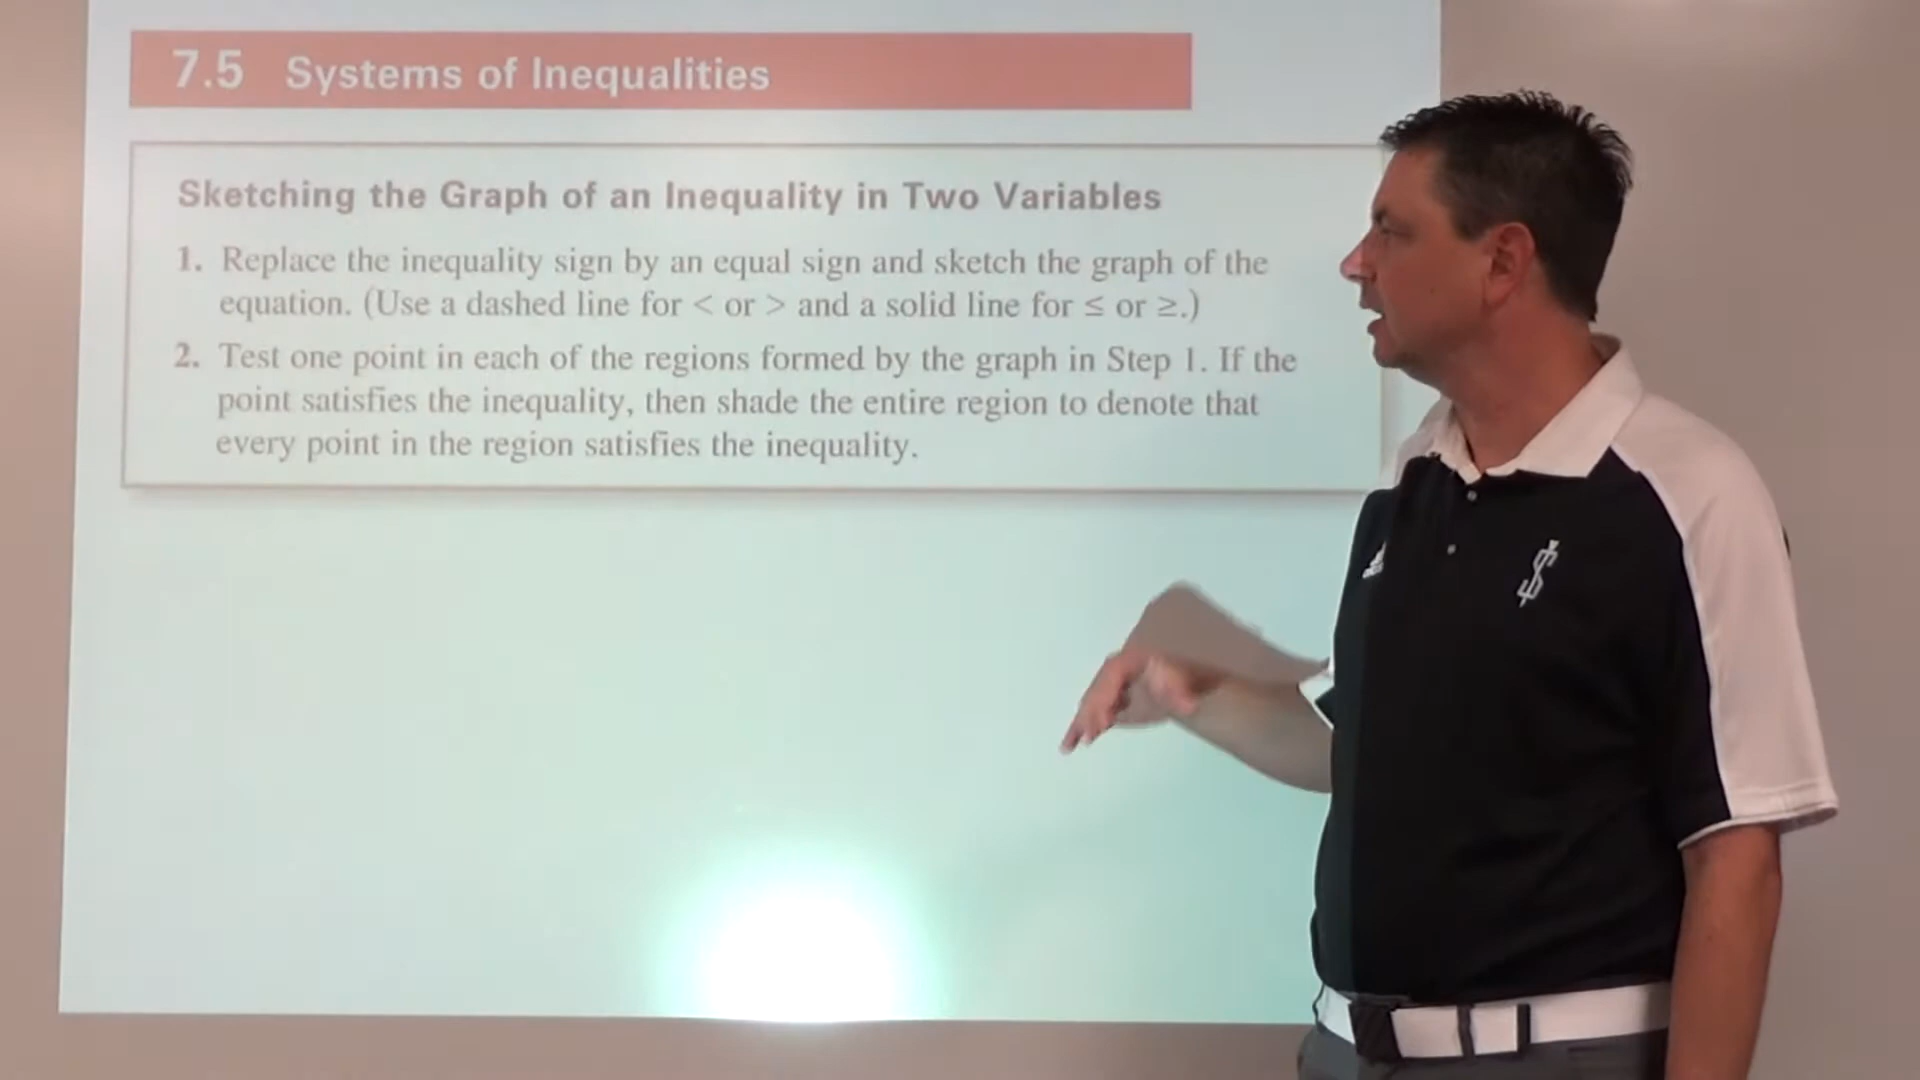 7.5 Systems of Inequalities
Sketching the Graph of an Inequality in Two Variables
1. Replace the inequality sign by an equal sign and sketch the graph of the
equation. (Use a dashed line for < or > and a solid line for ≤ or ≥.)
2. Test one point in each of the regions formed by the graph in Step 1. If the
point satisfies the inequality, then shade the entire region to denote that
every point in the region satisfies the inequality.